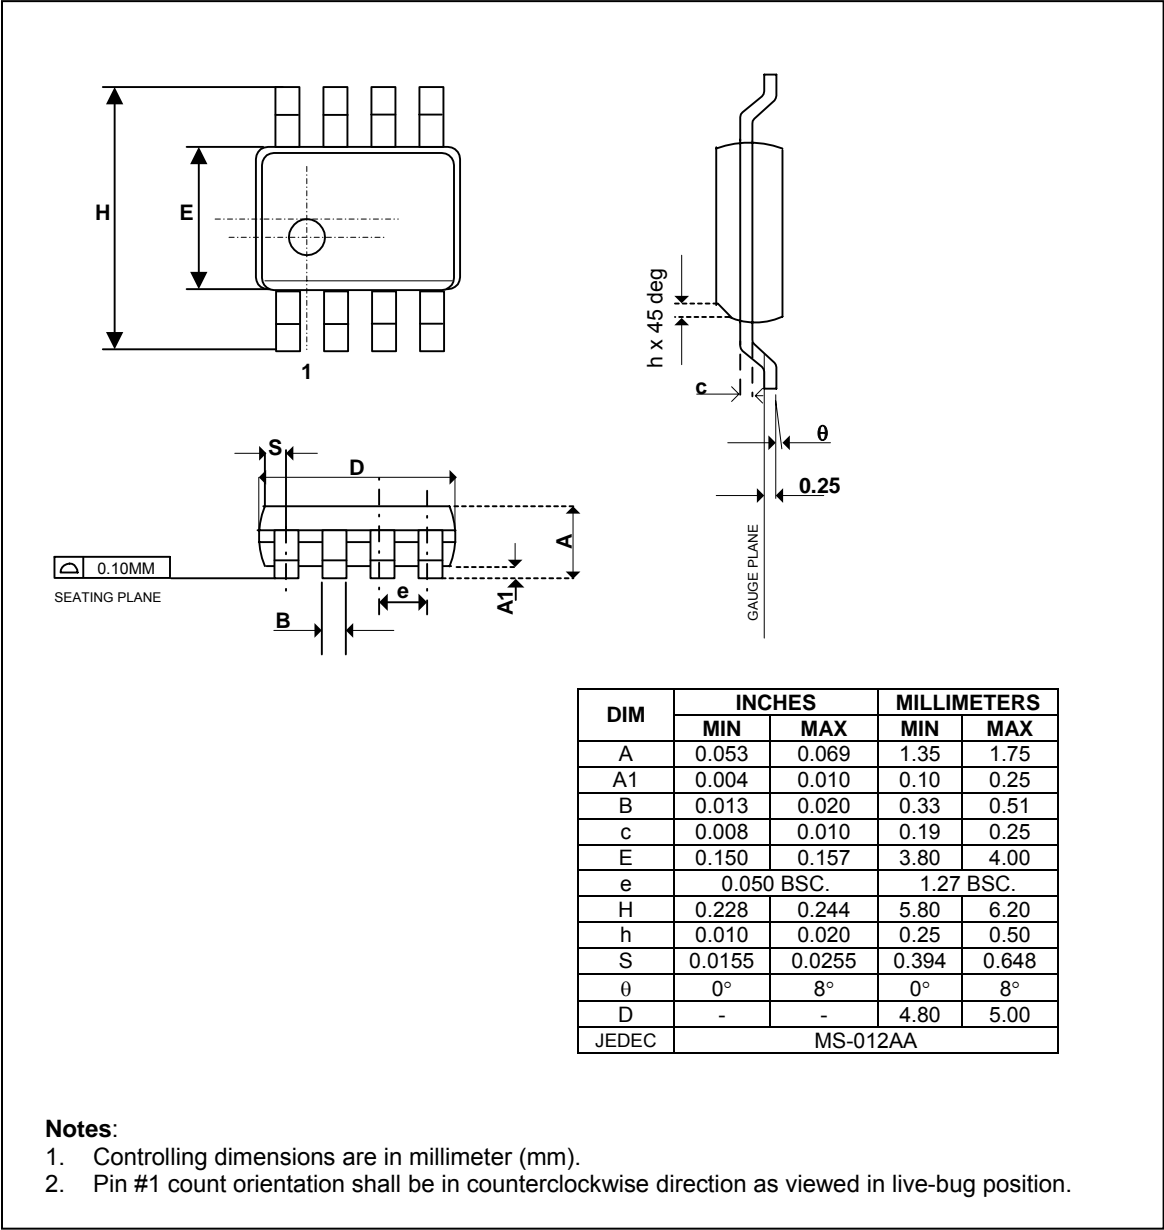 H
E
1
h x 45 deg
c
θ
0.25
GAUGE PLANE
S
D
A
A1
e
B
0.10MM
SEATING PLANE
DIM INCHES MILLIMETERS
MIN MAX MIN MAX
A 0.053 0.069 1.35 1.75
A1 0.004 0.010 0.10 0.25
B 0.013 0.020 0.33 0.51
c 0.008 0.010 0.19 0.25
E 0.150 0.157 3.80 4.00
e 0.050 BSC. 1.27 BSC.
H 0.228 0.244 5.80 6.20
h 0.010 0.020 0.25 0.50
S 0.0155 0.0255 0.394 0.648
θ 0° 8° 0° 8°
D - - 4.80 5.00
JEDEC MS-012AA
Notes:
1. Controlling dimensions are in millimeter (mm).
2. Pin #1 count orientation shall be in counterclockwise direction as viewed in live-bug position.